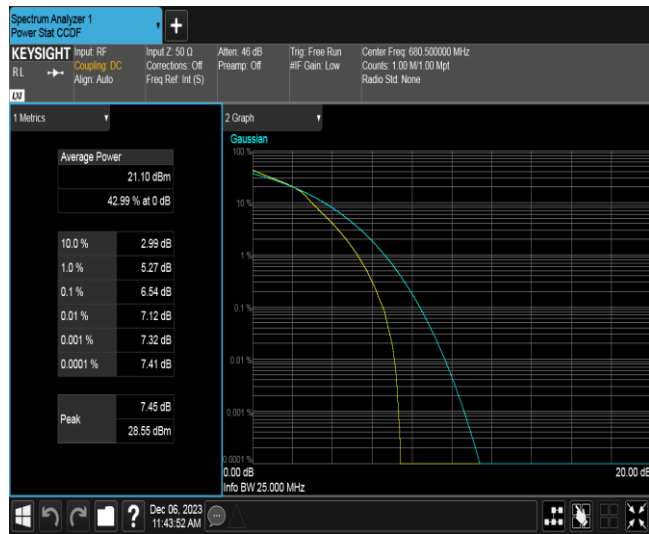 Spectrum Analyzer 1
Power Stat CCDF
KEYSIGHT
RL
LXI
Input: RF
Coupling: DC
Align: Auto
Input Z: 50 Ω
Corrections: Off
Freq Ref: Int (S)
Atten: 46 dB
Preamp: Off
Trig: Free Run
#IF Gain: Low
Center Freq: 680.500000 MHz
Counts: 1.00 M/1.00 Mpt
Radio Std: None
1 Metrics
Average Power
21.10 dBm
42.99 % at 0 dB
10.0 % 2.99 dB
1.0 % 5.27 dB
0.1 % 6.54 dB
0.01 % 7.12 dB
0.001 % 7.32 dB
0.0001 % 7.41 dB
Peak
7.45 dB
28.55 dBm
2 Graph
Gaussian
100 %
10 %
1 %
0.1 %
0.01 %
0.001 %
0.0001 %
0.00 dB 20.00 dB
Info BW 25.000 MHz
?
Dec 06, 2023
11:43:52 AM